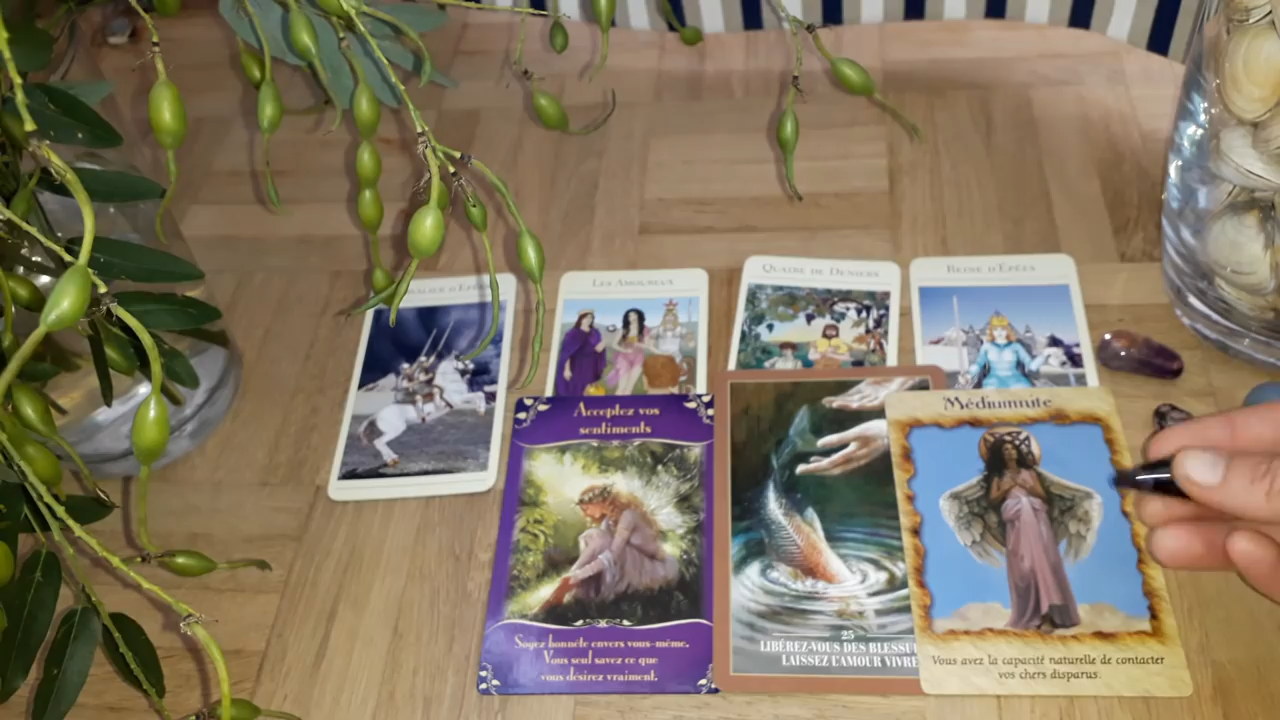 D'ÉPÉES
LES AMOUREUX
QUATRE DE DENIERS
REINE D'ÉPÉES
Acceptez vos
sentiments
Soyez honnête envers vous-même.
Vous seul savez ce que
vous désirez vraiment.
25
LIBÉREZ-VOUS DES
LAISSEZ L'AMOUR VIVRE
Médiumnité
Vous avez la capacité naturelle de contacter
vos chers disparus.